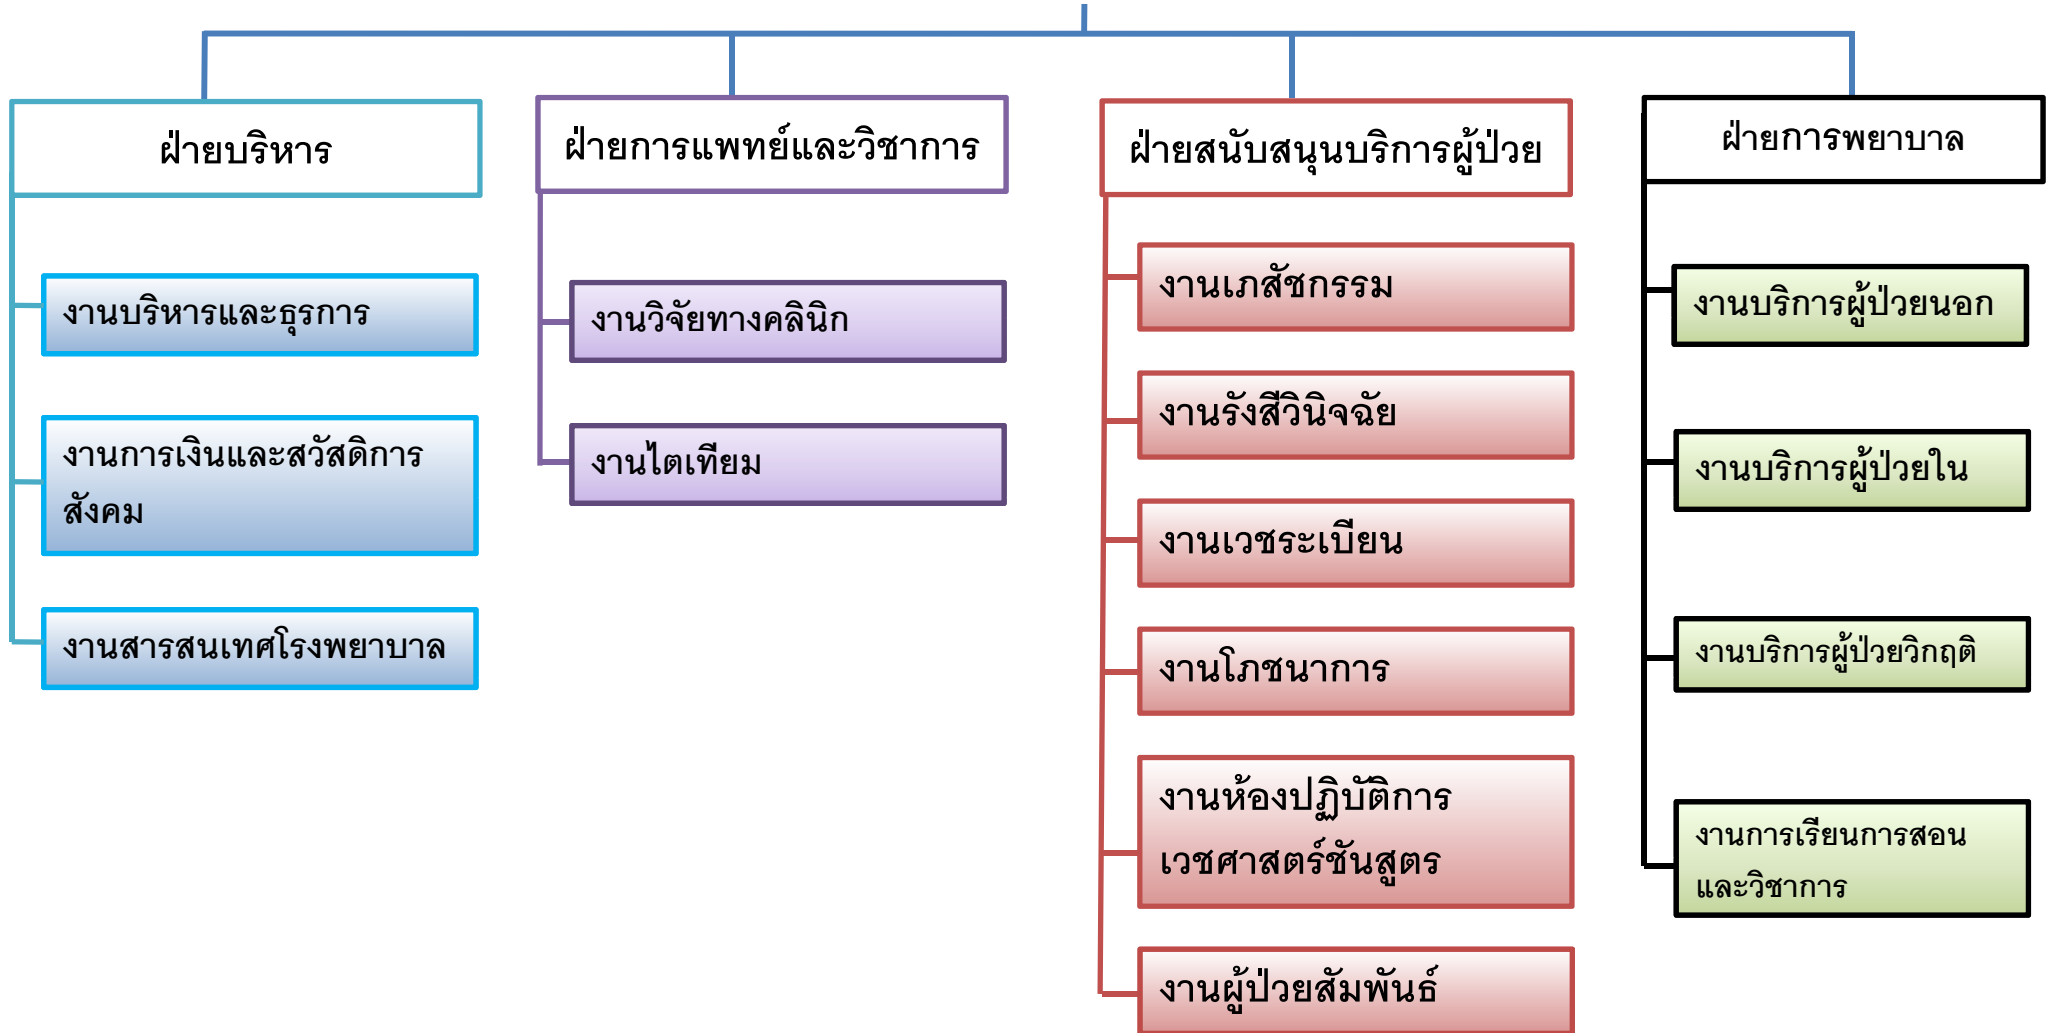 ฝ่ายบริหาร
งานบริหารและธุรการ
งานการเงินและสวัสดิการ
สังคม
งานสารสนเทศโรงพยาบาล
ฝ่ายการแพทย์และวิชาการ
งานวิจัยทางคลินิก
งานไตเทียม
ฝ่ายสนับสนุนบริการผู้ป่วย
งานเภสัชกรรม
งานรังสีวินิจฉัย
งานเวชระเบียน
งานโภชนาการ
งานห้องปฏิบัติการ
เวชศาสตร์ชันสูตร
งานผู้ป่วยสัมพันธ์
ฝ่ายการพยาบาล
งานบริการผู้ป่วยนอก
งานบริการผู้ป่วยใน
งานบริการผู้ป่วยวิกฤติ
งานการเรียนการสอน
และวิชาการ